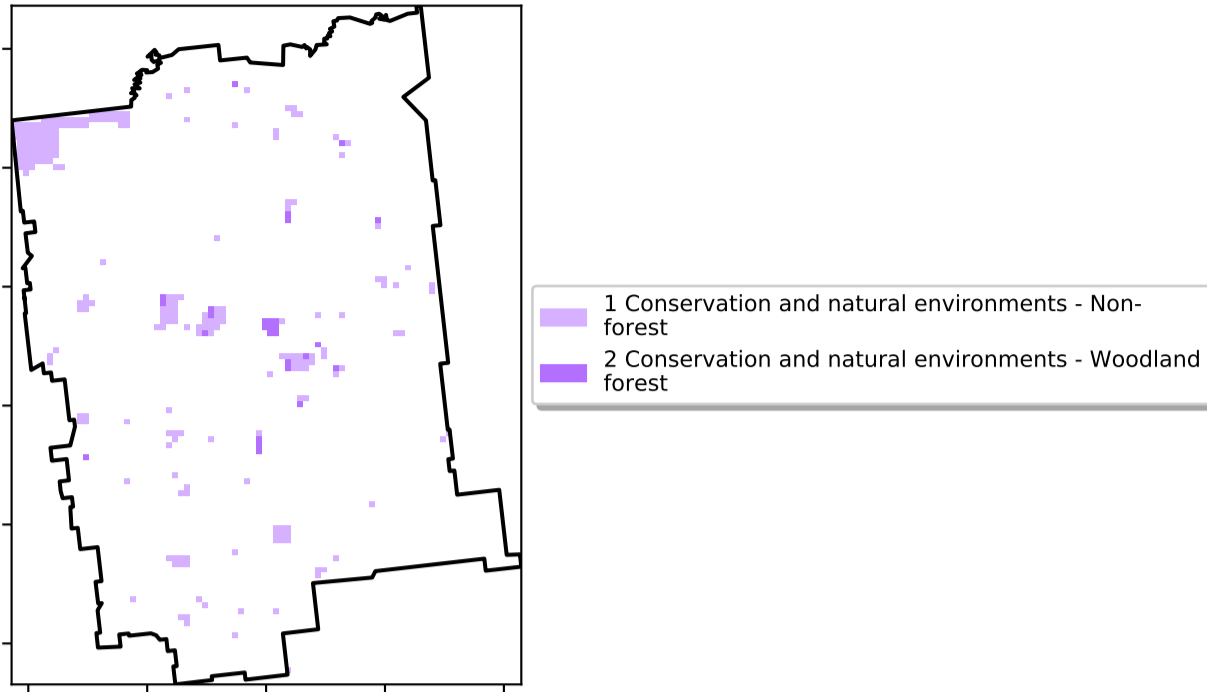 1 Conservation and natural environments - Non-
forest
2 Conservation and natural environments - Woodland
forest